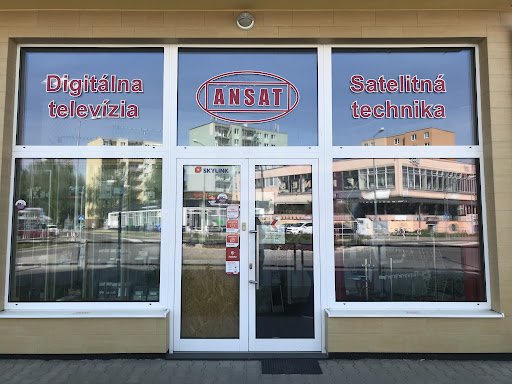 Digitálna
televízia
ANSAT
Satelitná
technika
SKYLINK